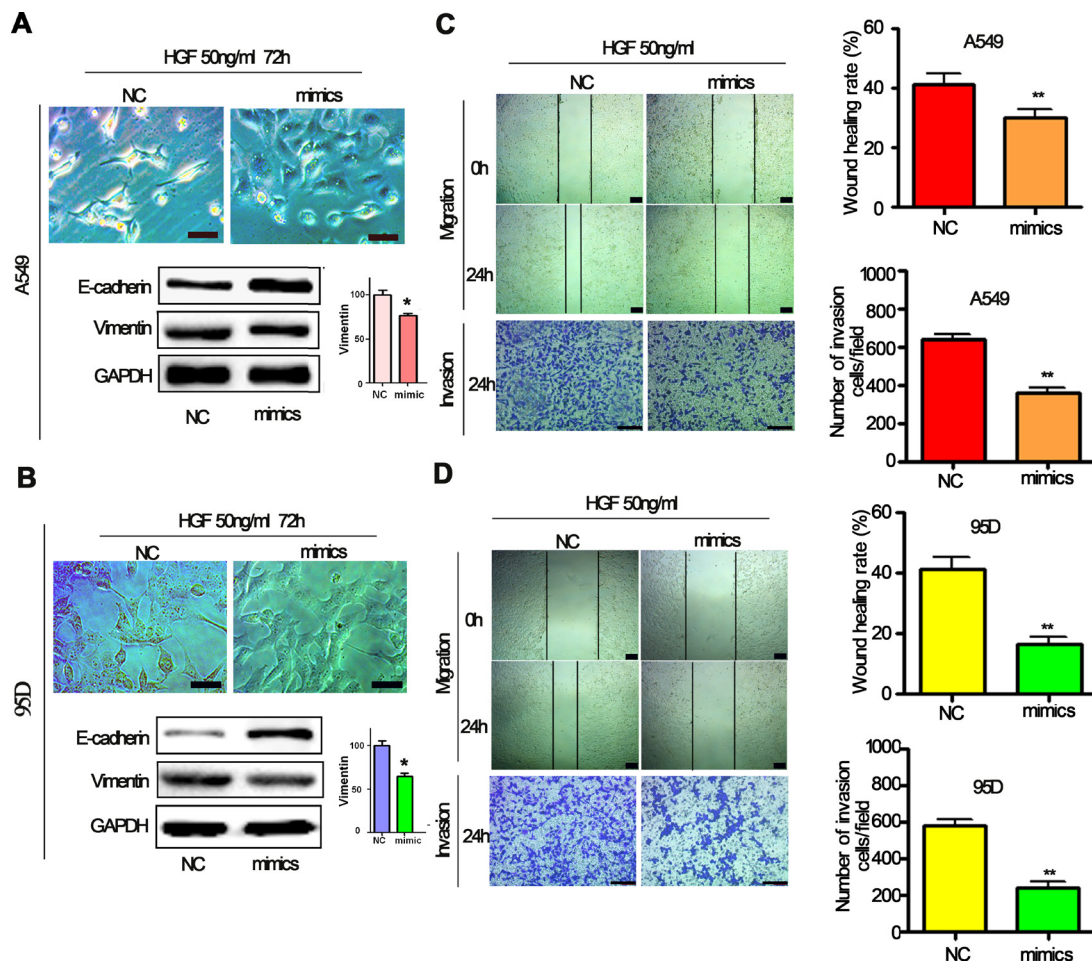 A
HGF 50ng/ml 72h
NC mimics
A549
E-cadherin
Vimentin
GAPDH
NC mimics
Vimentin
100
50
0
*
NC mimic
B
HGF 50ng/ml 72h
NC mimics
95D
E-cadherin
Vimentin
GAPDH
NC mimics
Vimentin
100
50
0
*
NC mimic
C
HGF 50ng/ml
NC mimics
Migration
0h
24h
Invasion
24h
Wound healing rate (%)
60
40
20
0
A549
**
NC mimics
Number of invasion
cells/field
1000
800
600
400
200
0
A549
**
NC mimics
D
HGF 50ng/ml
NC mimics
Migration
0h
24h
Invasion
24h
Wound healing rate (%)
60
40
20
0
95D
**
NC mimics
Number of invasion
cells/field
1000
800
600
400
200
0
95D
**
NC mimics